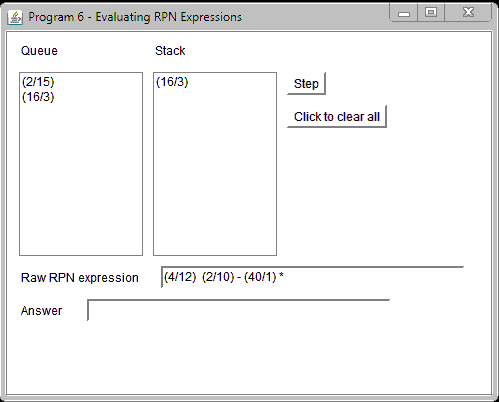 Program 6 - Evaluating RPN Expressions
Queue Stack
(2/15) (16/3) Step
(16/3)
Click to clear all
Raw RPN expression (4/12) (2/10) - (40/1) *
Answer